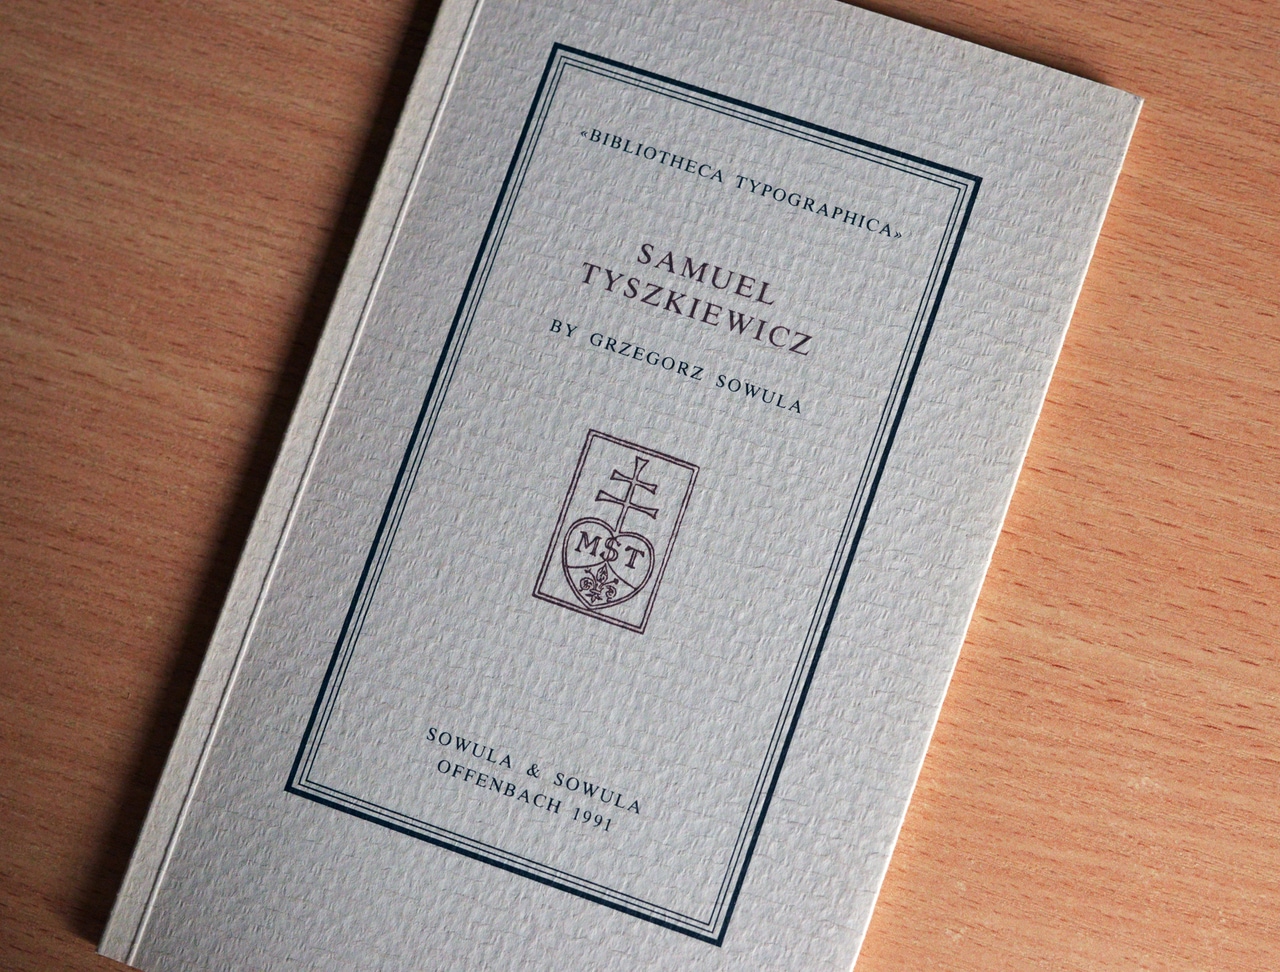 «BIBLIOTHECA TYPOGRAPHICA»
SAMUEL
TYSZKIEWICZ
BY GRZEGORZ SOWULA
MST
SOWULA & SOWULA
OFFENBACH 1991